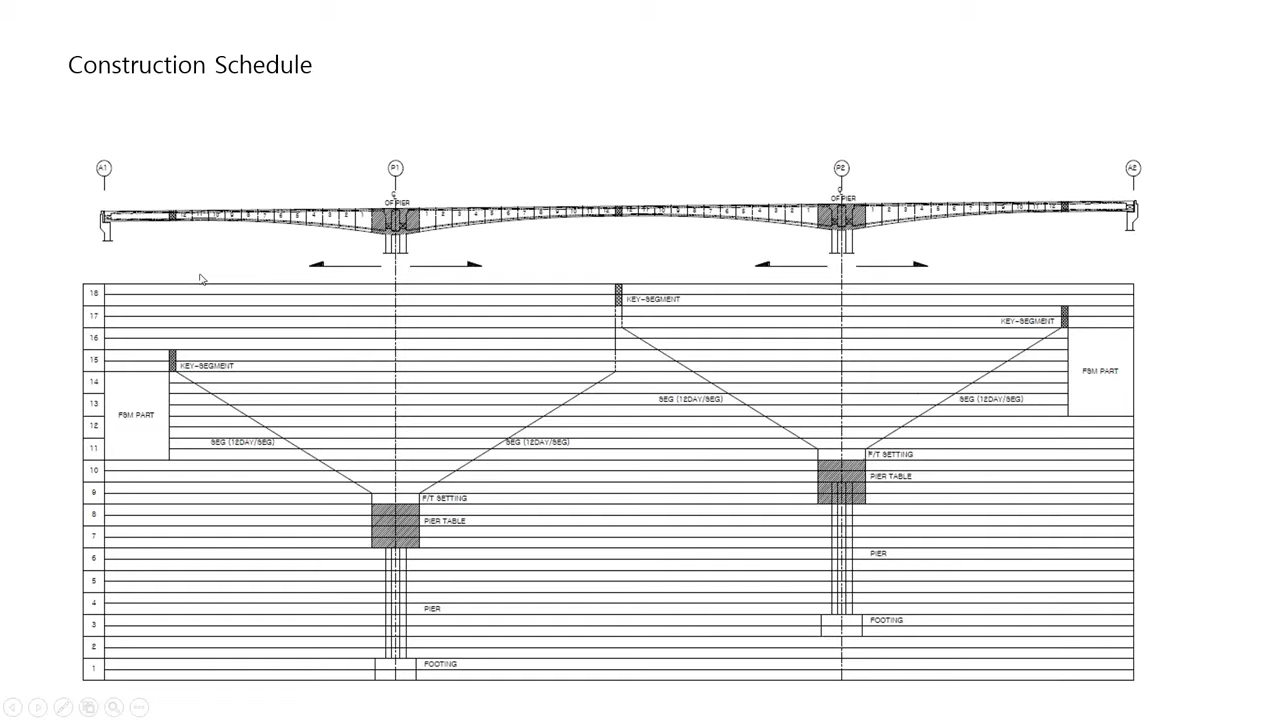 Construction Schedule
A1
P1
P2
A2
OF PIER
OF PIER
18
KEY-SEGMENT
17
KEY-SEGMENT
16
15
KEY-SEGMENT
14
FSM PART
13
SEG (12DAY/SEG)
SEG (12DAY/SEG)
FSM PART
12
11
SEG (12DAY/SEG)
SEG (12DAY/SEG)
F/T SETTING
10
PIER TABLE
9
F/T SETTING
8
PIER TABLE
7
6
PIER
5
4
PIER
3
FOOTING
2
1
FOOTING